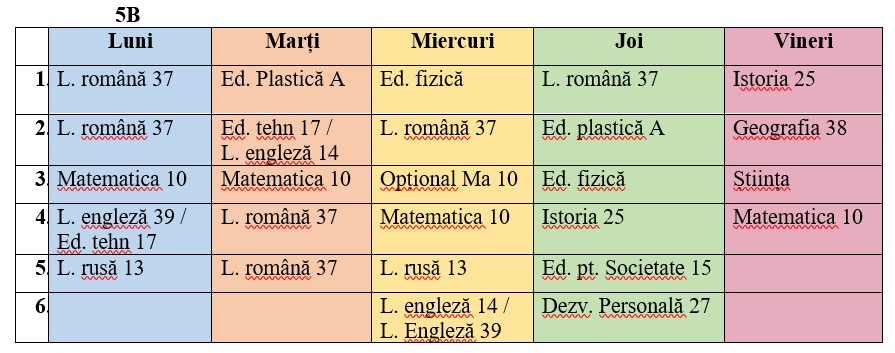 5B
Luni Marți Miercuri Joi Vineri
1. L. română 37 Ed. Plastică A Ed. fizică L. română 37 Istoria 25
2. L. română 37 Ed. tehn 17 / L. română 37 Ed. plastică A Geografia 38
L. engleză 14
3. Matematica 10 Matematica 10 Opțional Ma 10 Ed. fizică Știința
4. L. engleză 39 / L. română 37 Matematica 10 Istoria 25 Matematica 10
Ed. tehn 17
5. L. rusă 13 L. română 37 L. rusă 13 Ed. pt. Societate 15
6. L. engleză 14 / Dezv. Personală 27
L. Engleză 39